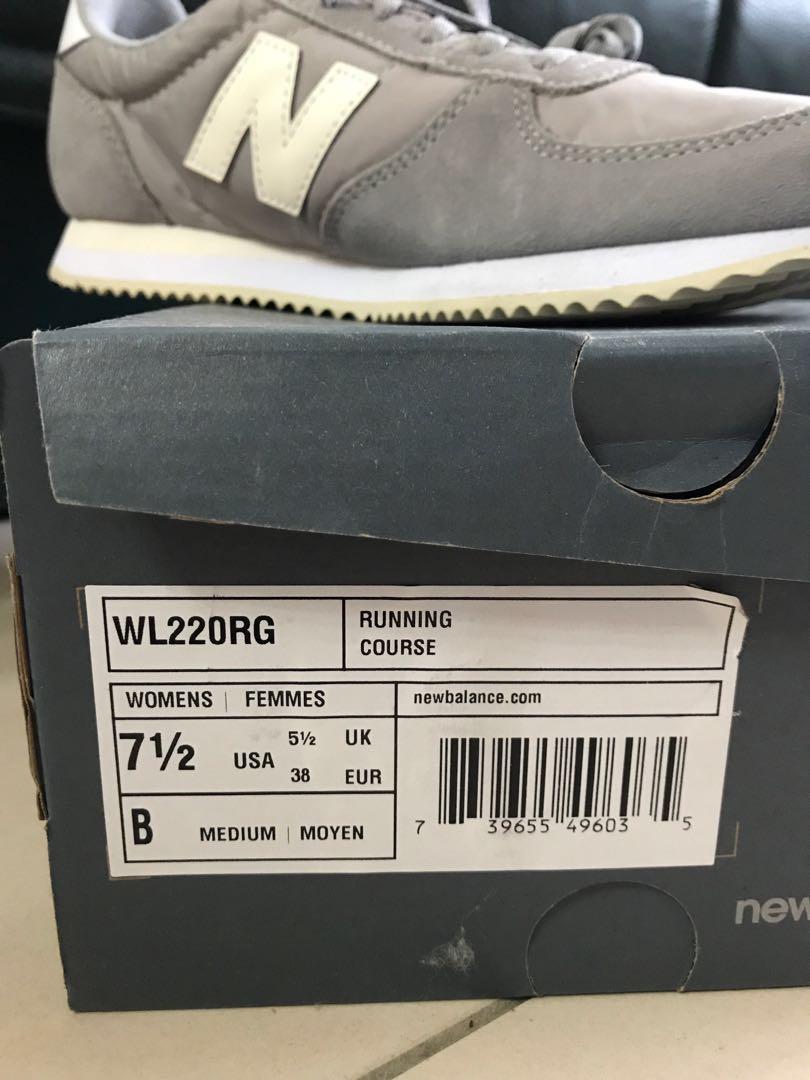 N
WL220RG
RUNNING
COURSE
WOMENS | FEMMES
newbalance.com
7½ USA 5½ UK
38 EUR
B MEDIUM | MOYEN
7 39655 49603 5
new